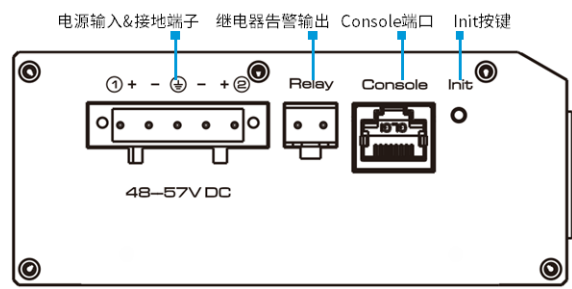 电源输入&接地端子 继电器告警输出 Console端口 Init按键
① + − ⏚ − + ② Relay Console Init
48—57V DC